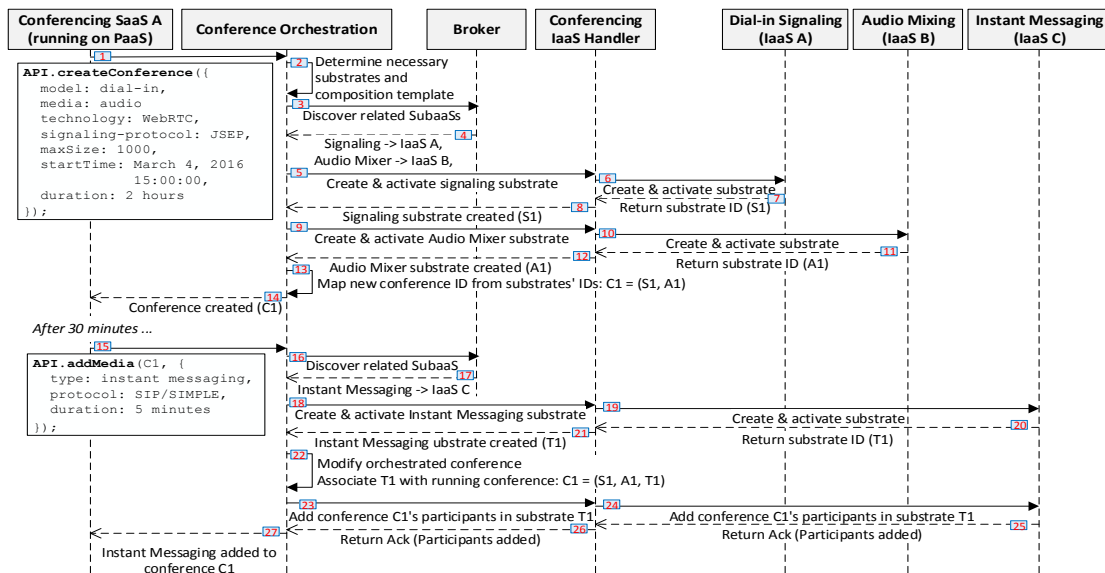 Conferencing SaaS A
(running on PaaS)
Conference Orchestration
Broker
Conferencing
IaaS Handler
Dial-in Signaling
(IaaS A)
Audio Mixing
(IaaS B)
Instant Messaging
(IaaS C)
1
API.createConference({
model: dial-in,
media: audio
technology: WebRTC,
signaling-protocol: JSEP,
maxSize: 1000,
startTime: March 4, 2016
15:00:00,
duration: 2 hours
});
2
Determine necessary
substrates and
composition template
3
Discover related SubaaSs
4
Signaling -> IaaS A,
Audio Mixer -> IaaS B,
5
Create & activate signaling substrate
6
Create & activate substrate
7
Return substrate ID (S1)
8
Signaling substrate created (S1)
9
Create & activate Audio Mixer substrate
10
Create & activate substrate
11
Return substrate ID (A1)
12
Audio Mixer substrate created (A1)
13
Map new conference ID from substrates' IDs: C1 = (S1, A1)
14
Conference created (C1)
After 30 minutes ...
15
API.addMedia(C1, {
type: instant messaging,
protocol: SIP/SIMPLE,
duration: 5 minutes
});
16
Discover related SubaaS
17
Instant Messaging -> IaaS C
18
Create & activate Instant Messaging substrate
19
Create & activate substrate
20
Return substrate ID (T1)
21
Instant Messaging ubstrate created (T1)
22
Modify orchestrated conference
Associate T1 with running conference: C1 = (S1, A1, T1)
23
Add conference C1's participants in substrate T1
24
Add conference C1's participants in substrate T1
25
Return Ack (Participants added)
26
Return Ack (Participants added)
27
Instant Messaging added to
conference C1